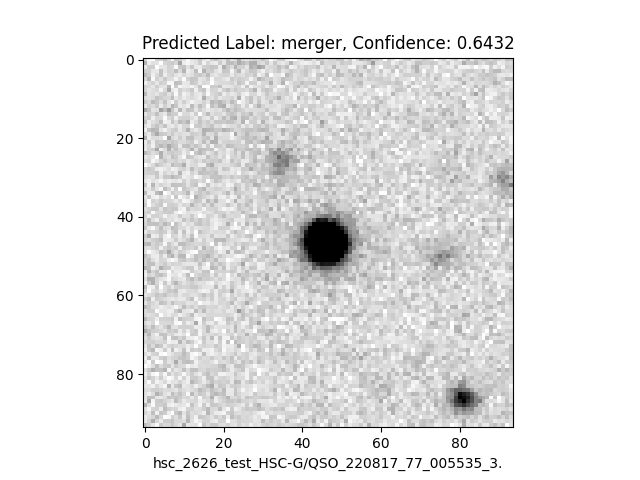 Predicted Label: merger, Confidence: 0.6432
0
20
40
60
80
0 20 40 60 80
hsc_2626_test_HSC-G/QSO_220817_77_005535_3.